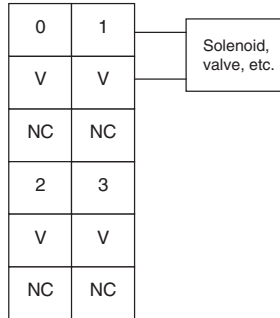 0 1
Solenoid,
valve, etc.
V V
NC NC
2 3
V V
NC NC